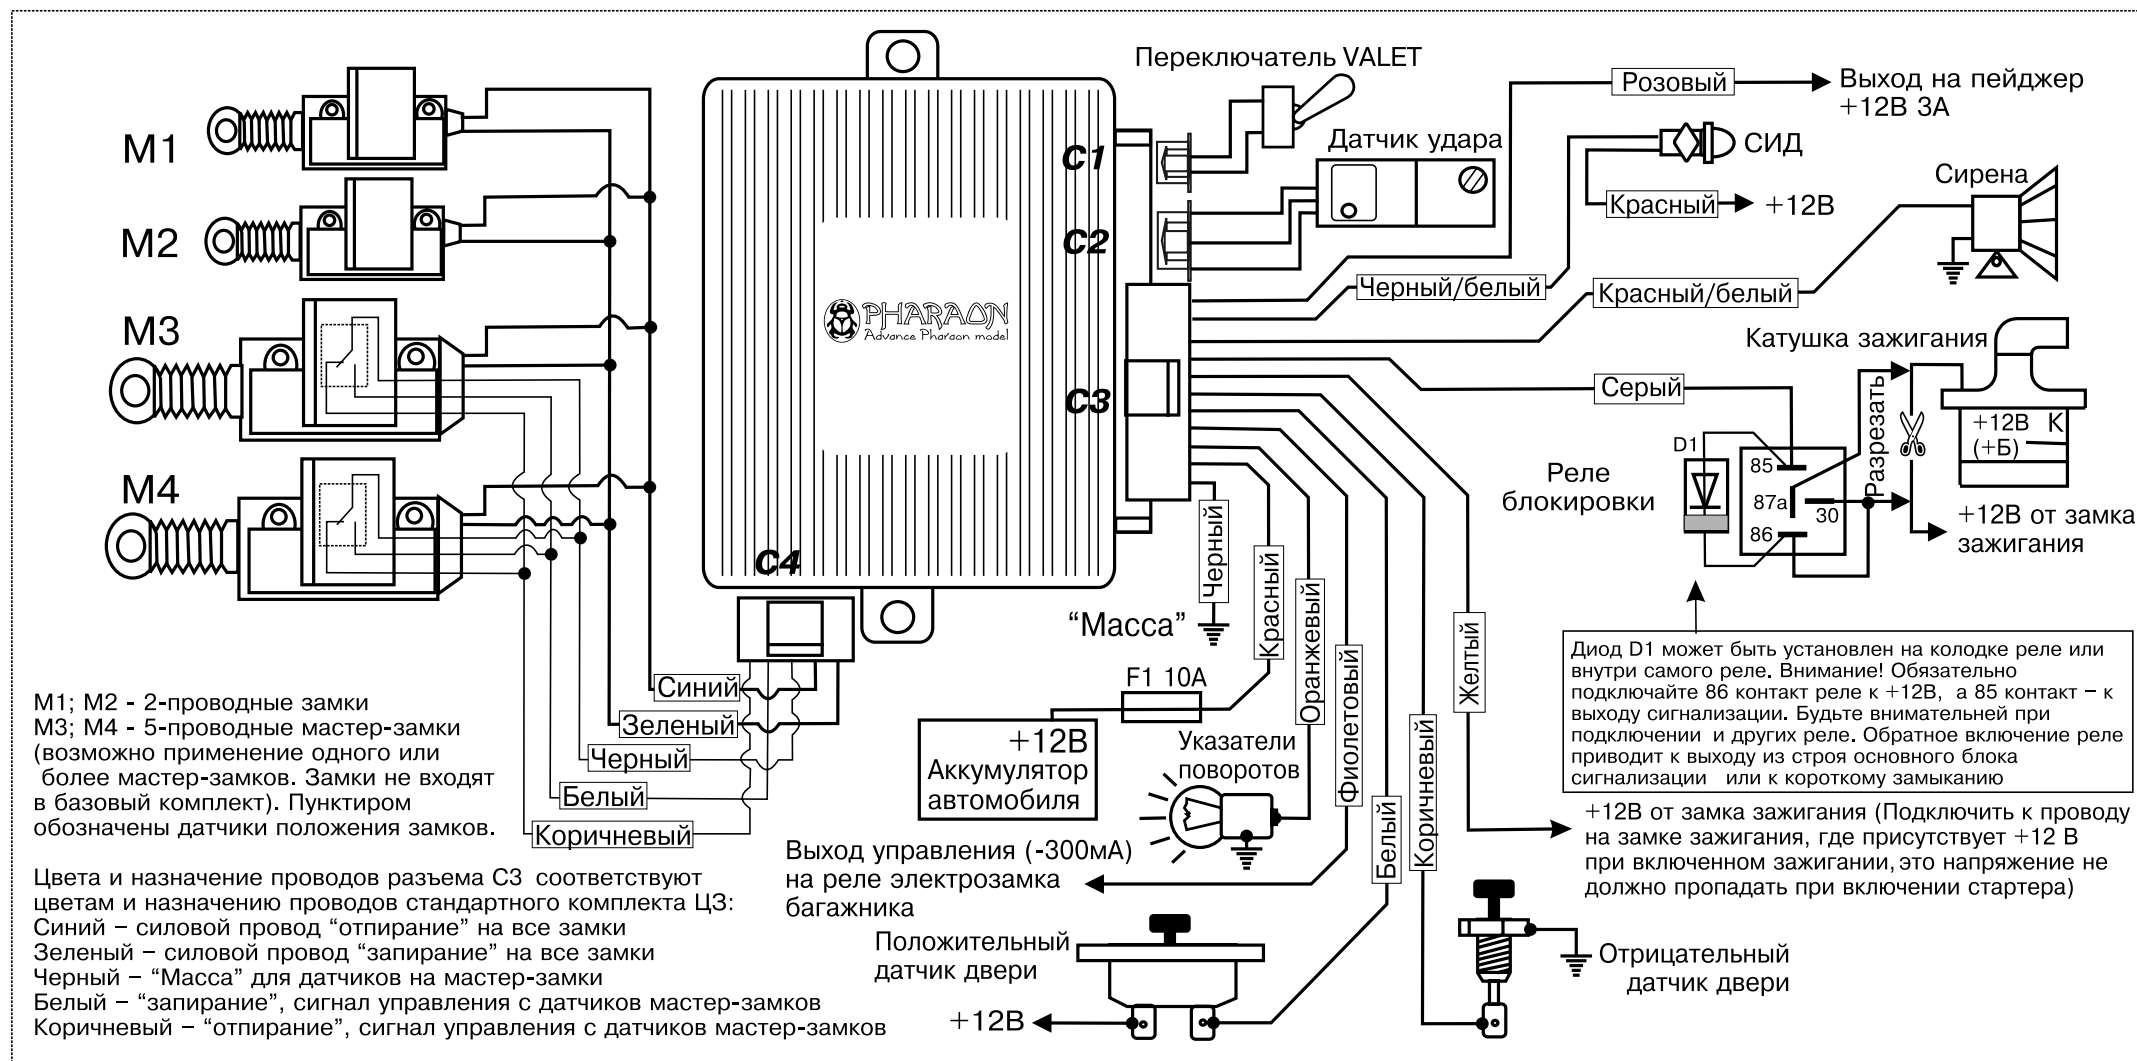 M1
M2
M3
M4
C1
C2
C3
C4
PHARAON
Advance Pharaon model
Переключатель VALET
Датчик удара
Розовый
Выход на пейджер
+12В 3А
СИД
Красный
+12В
Сирена
Черный/белый
Красный/белый
Катушка зажигания
Серый
Разрезать
+12В
(+Б)
К
D1
85
87а
30
86
Реле
блокировки
+12В от замка
зажигания
Черный
“Масса”
Красный
Оранжевый
Фиолетовый
Белый
Коричневый
Желтый
F1 10А
+12В
Аккумулятор
автомобиля
Указатели
поворотов
Диод D1 может быть установлен на колодке реле или
внутри самого реле. Внимание! Обязательно
подключайте 86 контакт реле к +12В, а 85 контакт – к
выходу сигнализации. Будьте внимательней при
подключении и других реле. Обратное включение реле
приводит к выходу из строя основного блока
сигнализации или к короткому замыканию
+12В от замка зажигания (Подключить к проводу
на замке зажигания, где присутствует +12 В
при включенном зажигании, это напряжение не
должно пропадать при включении стартера)
Синий
Зеленый
Черный
Белый
Коричневый
М1; М2 - 2-проводные замки
М3; М4 - 5-проводные мастер-замки
(возможно применение одного или
более мастер-замков. Замки не входят
в базовый комплект). Пунктиром
обозначены датчики положения замков.
Цвета и назначение проводов разъема С3 соответствуют
цветам и назначению проводов стандартного комплекта ЦЗ:
Синий – силовой провод “отпирание” на все замки
Зеленый – силовой провод “запирание” на все замки
Черный – “Масса” для датчиков на мастер-замки
Белый – “запирание”, сигнал управления с датчиков мастер-замков
Коричневый – “отпирание”, сигнал управления с датчиков мастер-замков
Выход управления (-300мА)
на реле электрозамка
багажника
Положительный
датчик двери
+12В
Отрицательный
датчик двери